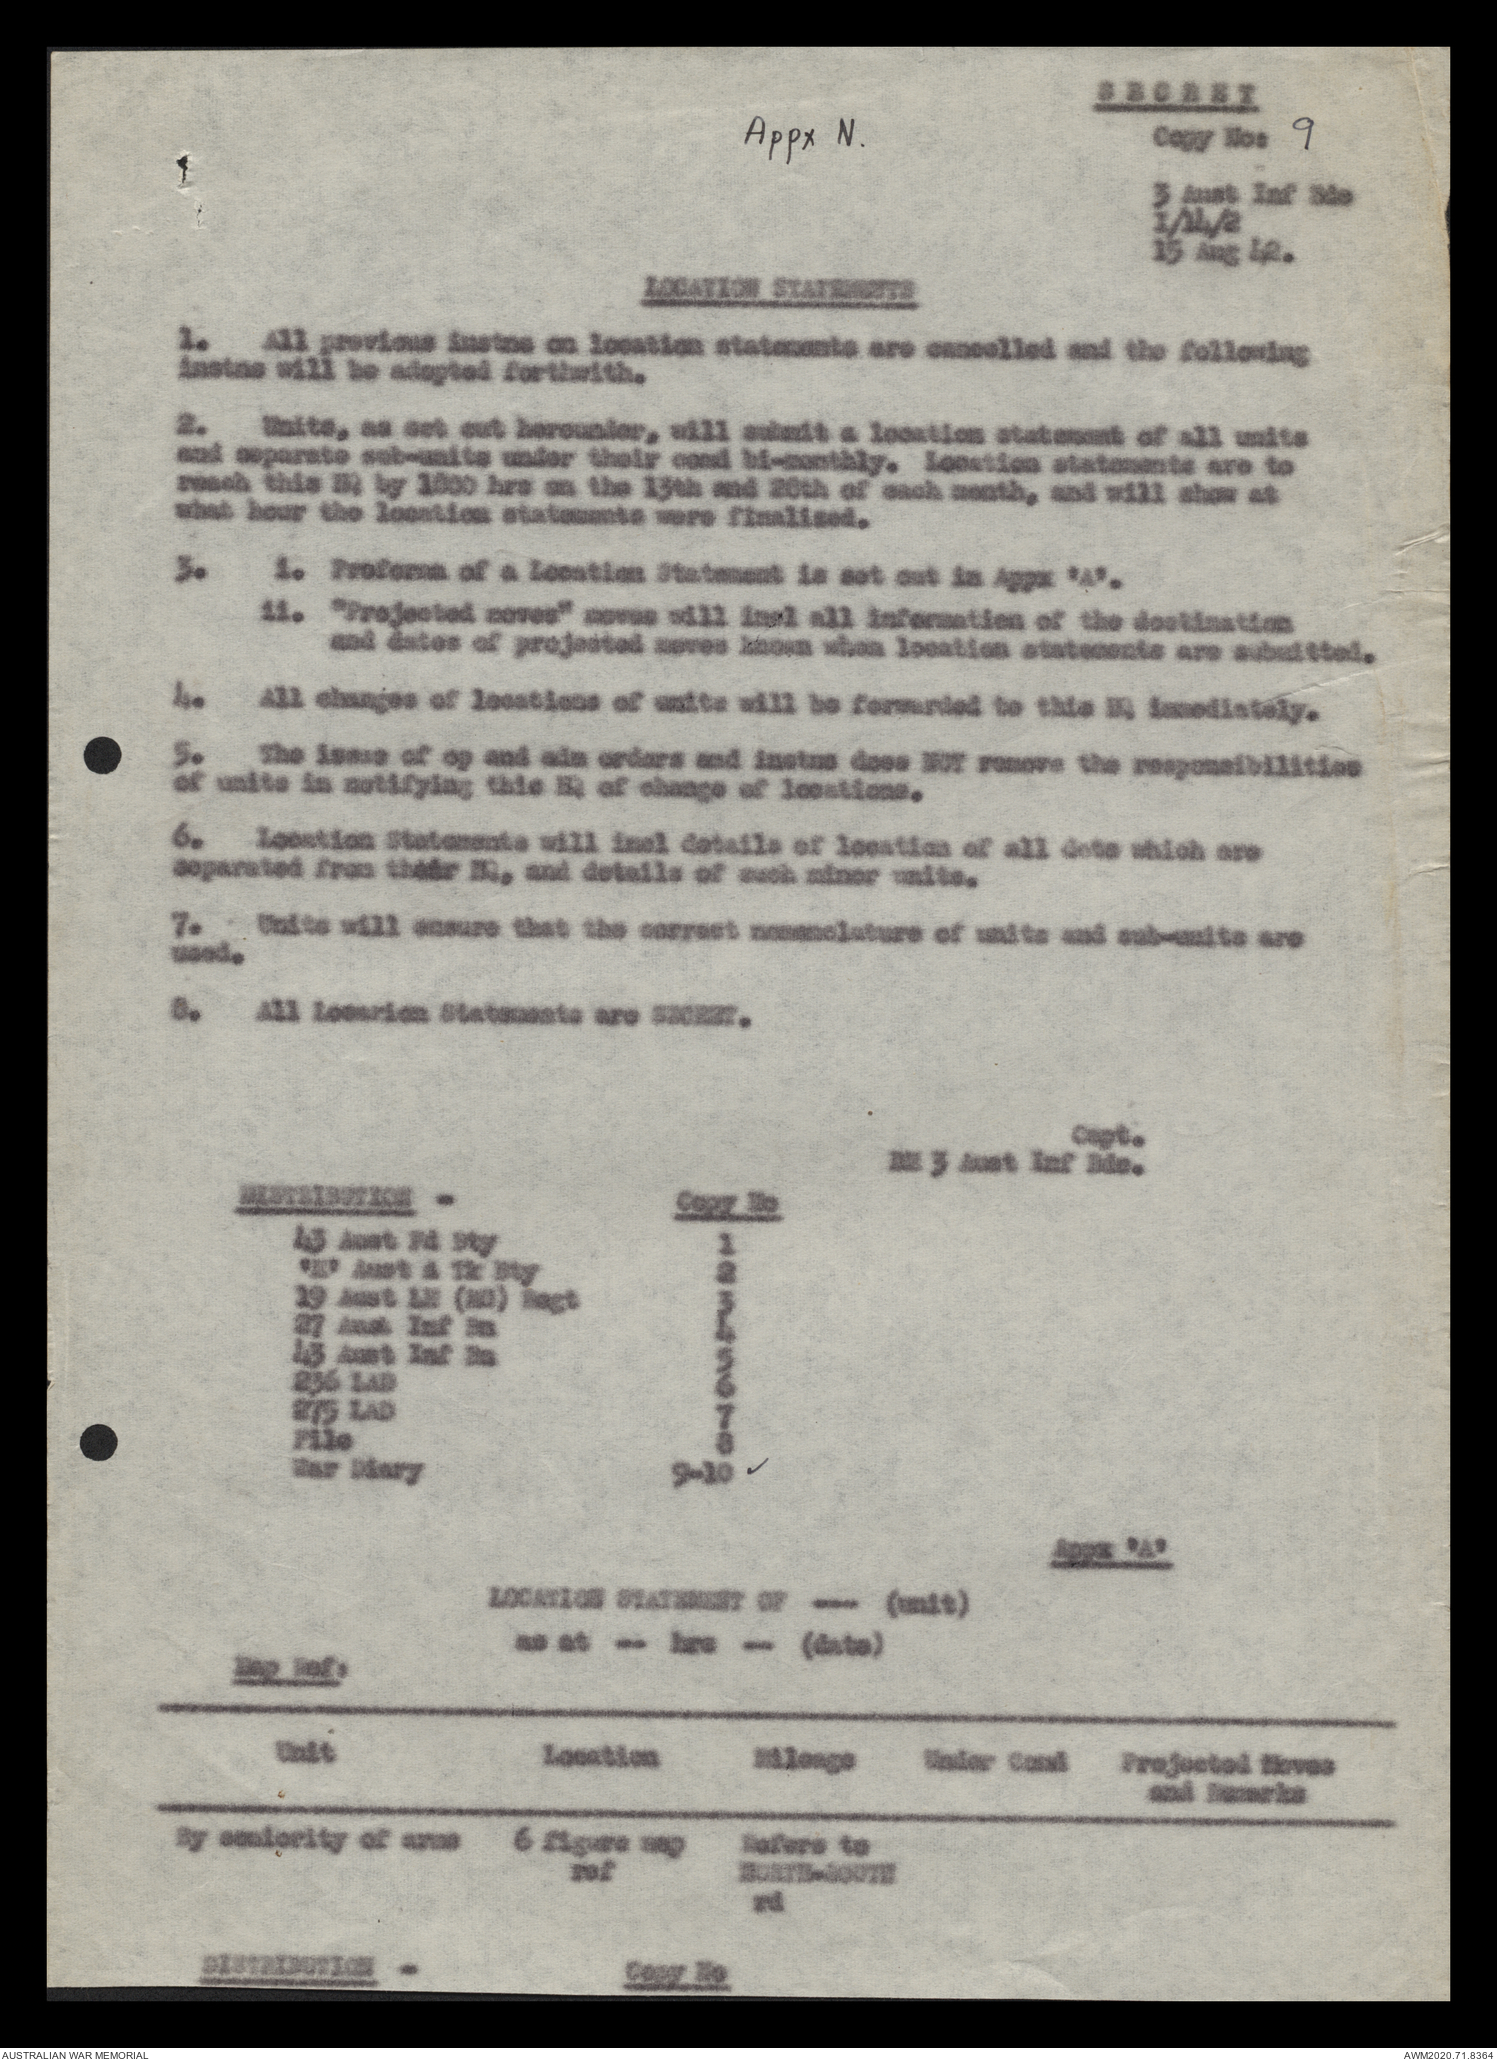 SECRET
Appx N.
Copy No: 9
3 Aust Inf Bde
1/14/2
15 Aug 42.
LOCATION STATEMENTS
1. All previous instns on location statements are cancelled and the following
instns will be adopted forthwith.
2. Units, as set out hereunder, will submit a location statement of all units
and separate sub-units under their comd bi-monthly. Location statements are to
reach this HQ by 1800 hrs on the 13th and 28th of each month, and will show at
what hour the location statements were finalised.
3. i. Proforma of a Location Statement is set out in Appx 'A'.
ii. "Projected moves" moves will incl all information of the destination
and dates of projected moves known when location statements are submitted.
4. All changes of locations of units will be forwarded to this HQ immediately.
5. The issue of op and adm orders and instns does NOT remove the responsibilities
of units in notifying this HQ of change of locations.
6. Location Statements will incl details of location of all dets which are
separated from their HQ, and details of such minor units.
7. Units will ensure that the correct nomenclature of units and sub-units are
used.
8. All Locarion Statements are SECRET.
Capt.
BM 3 Aust Inf Bde.
DISTRIBUTION - Copy No
43 Aust Fd Bty 1
Aust A Tk Bty 2
19 Aust LH (MG) Regt 3
27 Aust Inf Bn 4
43 Aust Inf Bn 5
236 LAD 6
275 LAD 7
File 8
War Diary 9-10 ✓
Appx 'A'
LOCATION STATEMENT OF --- (unit)
as at -- hrs -- (date)
Map Ref:
Unit Location Mileage Under Comd Projected Moves
and Remarks
By seniority of arms 6 figure map Refers to
ref NORTH-SOUTH
rd
DISTRIBUTION - Copy No
AUSTRALIAN WAR MEMORIAL AWM2020.71.8364